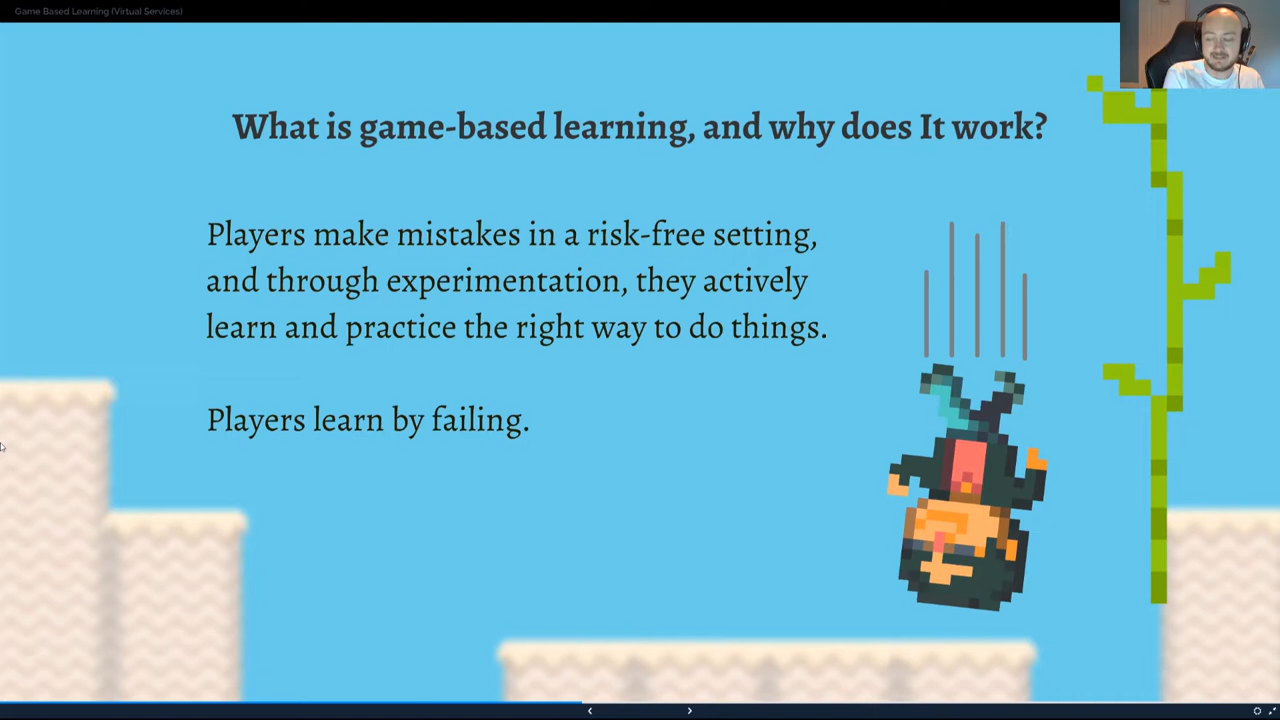 Game Based Learning (Virtual Services)
What is game-based learning, and why does It work?
Players make mistakes in a risk-free setting,
and through experimentation, they actively
learn and practice the right way to do things.
Players learn by failing.